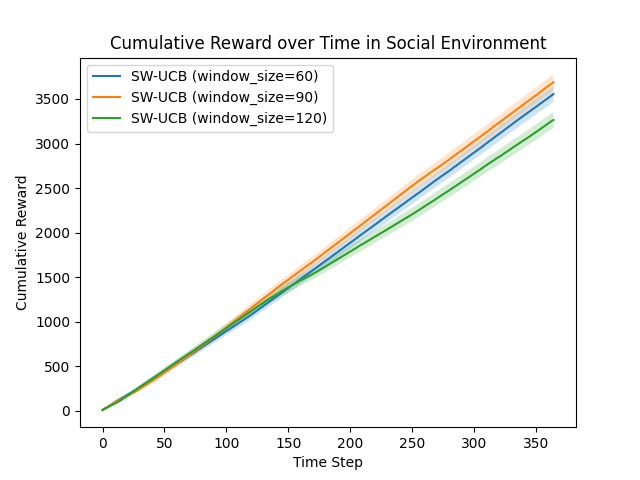 Cumulative Reward over Time in Social Environment
SW-UCB (window_size=60)
SW-UCB (window_size=90)
SW-UCB (window_size=120)
3500
3000
2500
2000
1500
1000
500
0
Cumulative Reward
0 50 100 150 200 250 300 350
Time Step